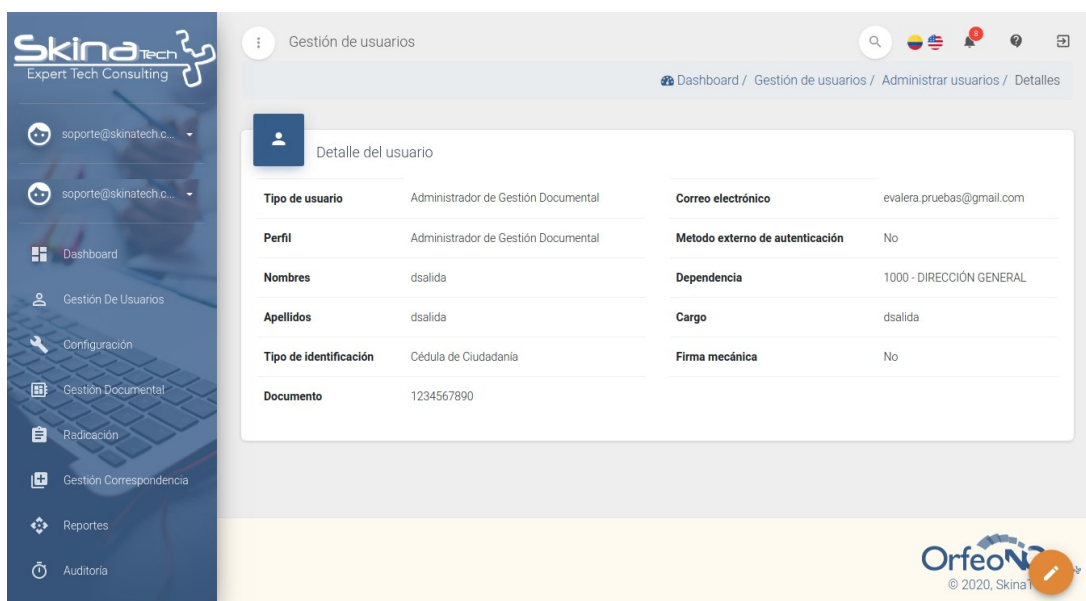 Skina Tech
Expert Tech Consulting
soporte@skinatech.c...
soporte@skinatech.c...
Dashboard
Gestión De Usuarios
Configuración
Gestión Documental
Radicación
Gestión Correspondencia
Reportes
Auditoría
Gestión de usuarios
8
Dashboard / Gestión de usuarios / Administrar usuarios / Detalles
Detalle del usuario
Tipo de usuario Administrador de Gestión Documental
Perfil Administrador de Gestión Documental
Nombres dsalida
Apellidos dsalida
Tipo de identificación Cédula de Ciudadanía
Documento 1234567890
Correo electrónico evalera.pruebas@gmail.com
Metodo externo de autenticación No
Dependencia 1000 - DIRECCIÓN GENERAL
Cargo dsalida
Firma mecánica No
© 2020,